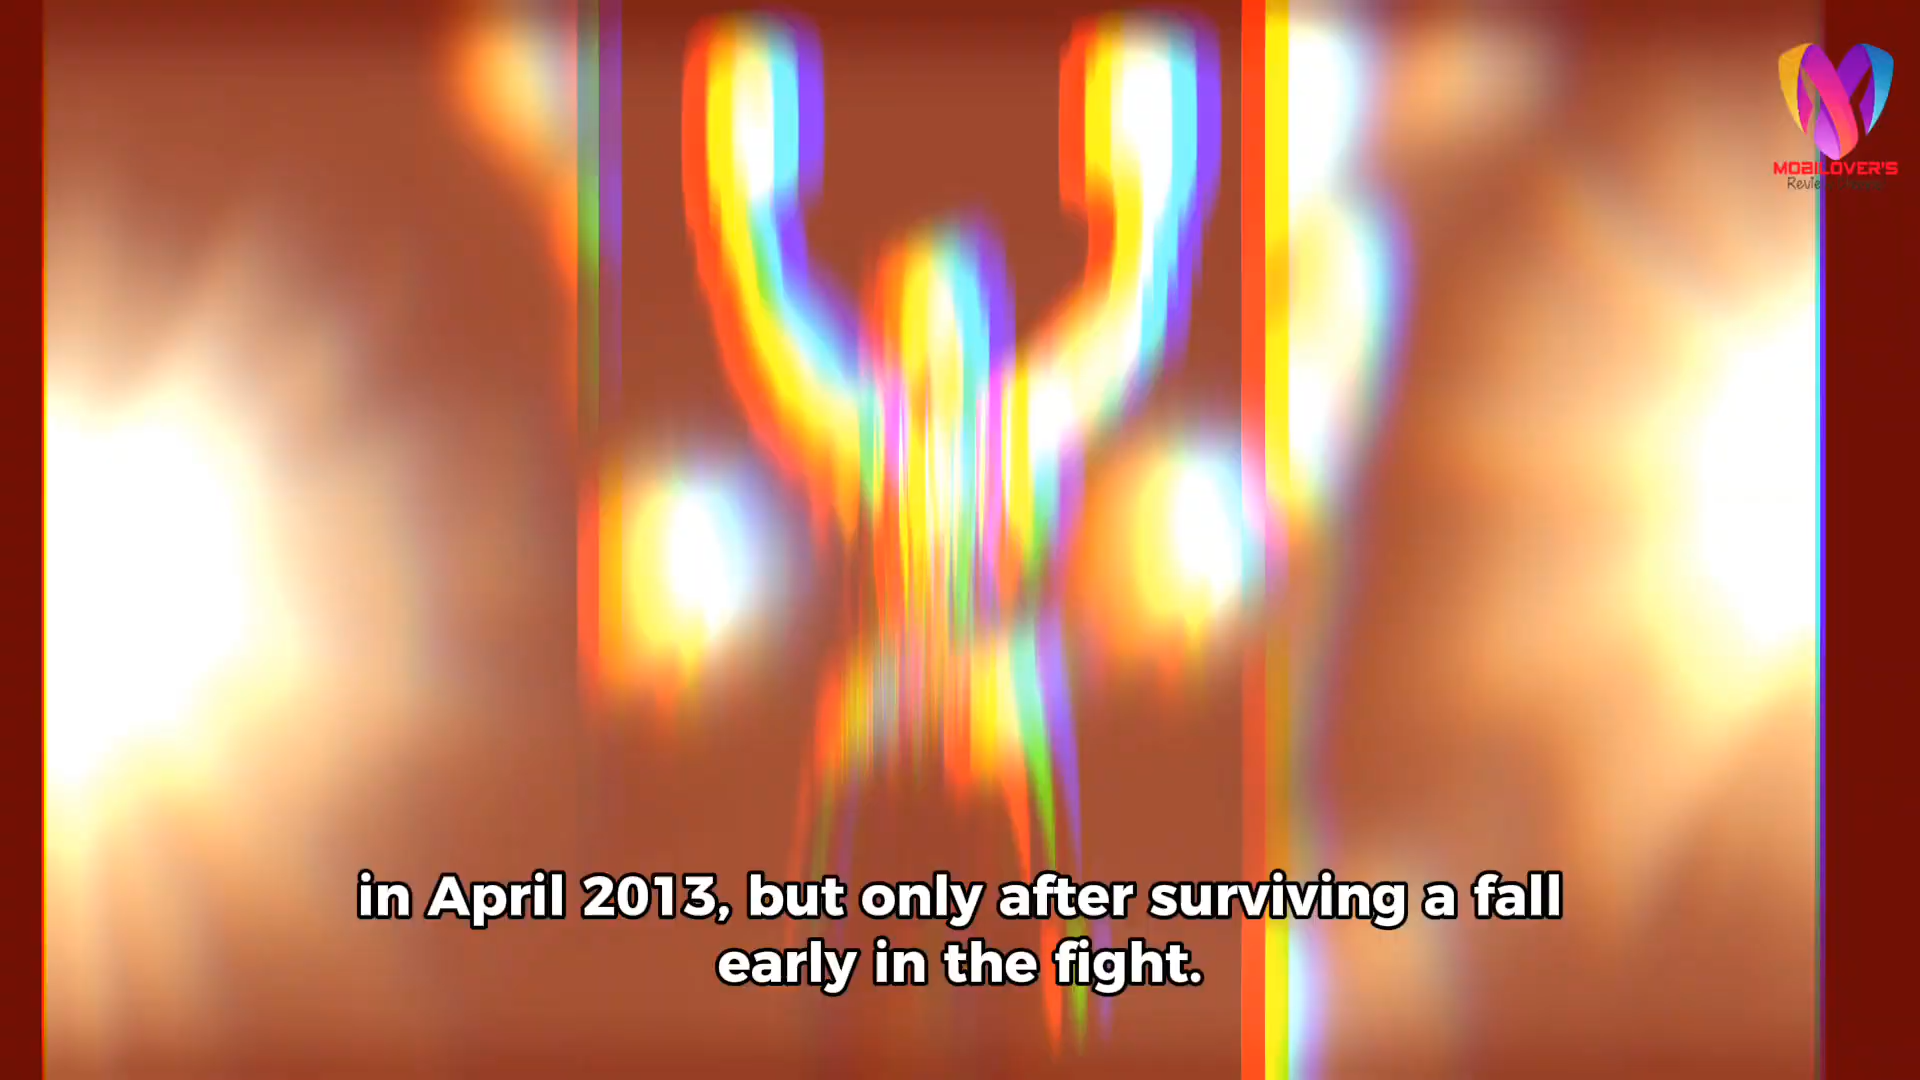 MOBILOVER'S
in April 2013, but only after surviving a fall
early in the fight.